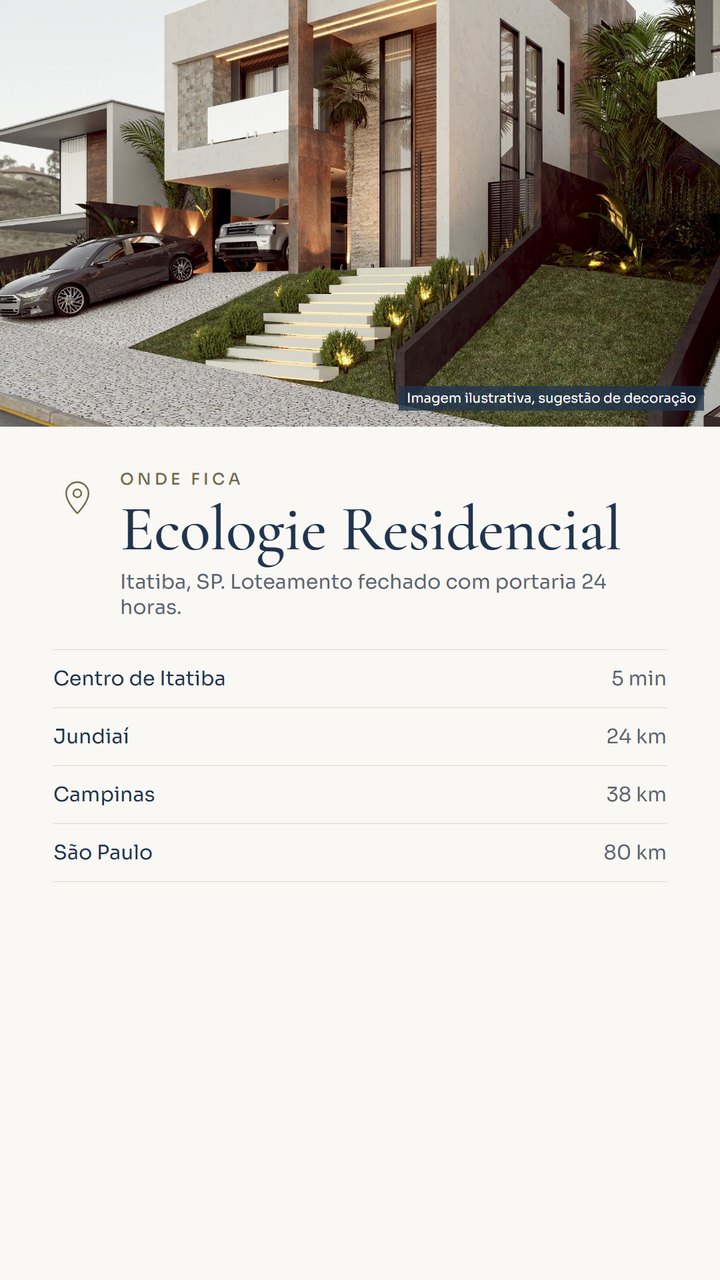 Imagem ilustrativa, sugestão de decoração
ONDE FICA
Ecologie Residencial
Itatiba, SP. Loteamento fechado com portaria 24
horas.
Centro de Itatiba 5 min
Jundiaí 24 km
Campinas 38 km
São Paulo 80 km